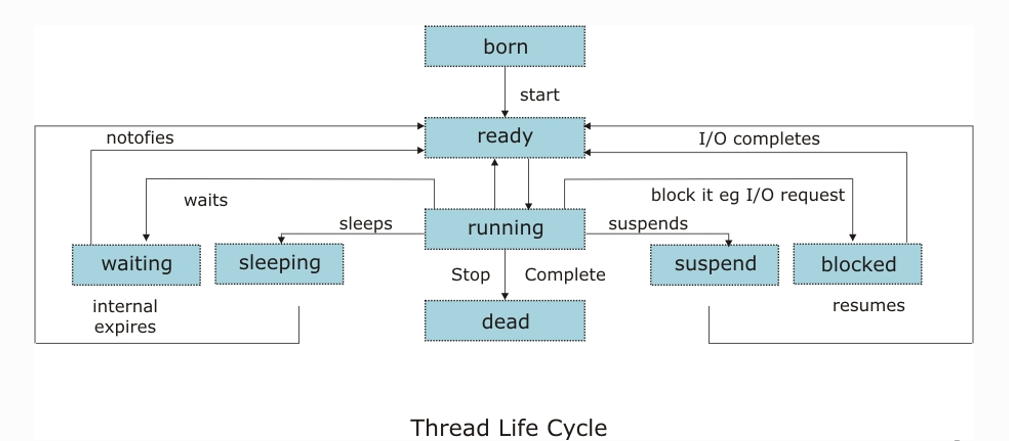 born
start
ready
notofies
I/O completes
waits
block it eg I/O request
sleeps
running
suspends
waiting
sleeping
suspend
blocked
Stop
Complete
internal
expires
resumes
dead
Thread Life Cycle